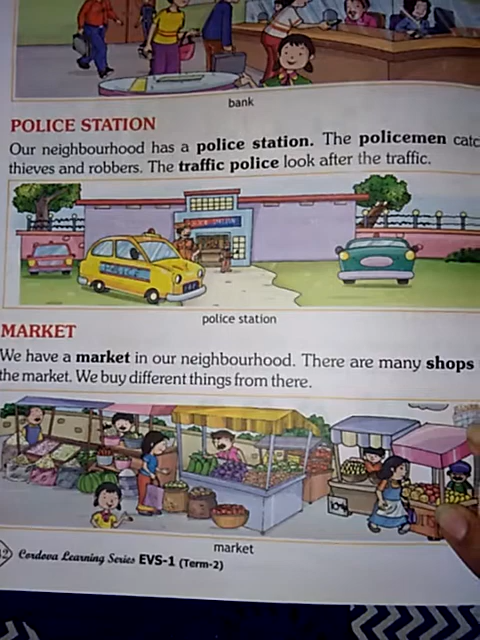 bank
POLICE STATION
Our neighbourhood has a police station. The policemen catc
thieves and robbers. The traffic police look after the traffic.
POLICE STATION
POLICE
police station
MARKET
We have a market in our neighbourhood. There are many shops
the market. We buy different things from there.
market
Cordova Learning Series EVS-1 (Term-2)